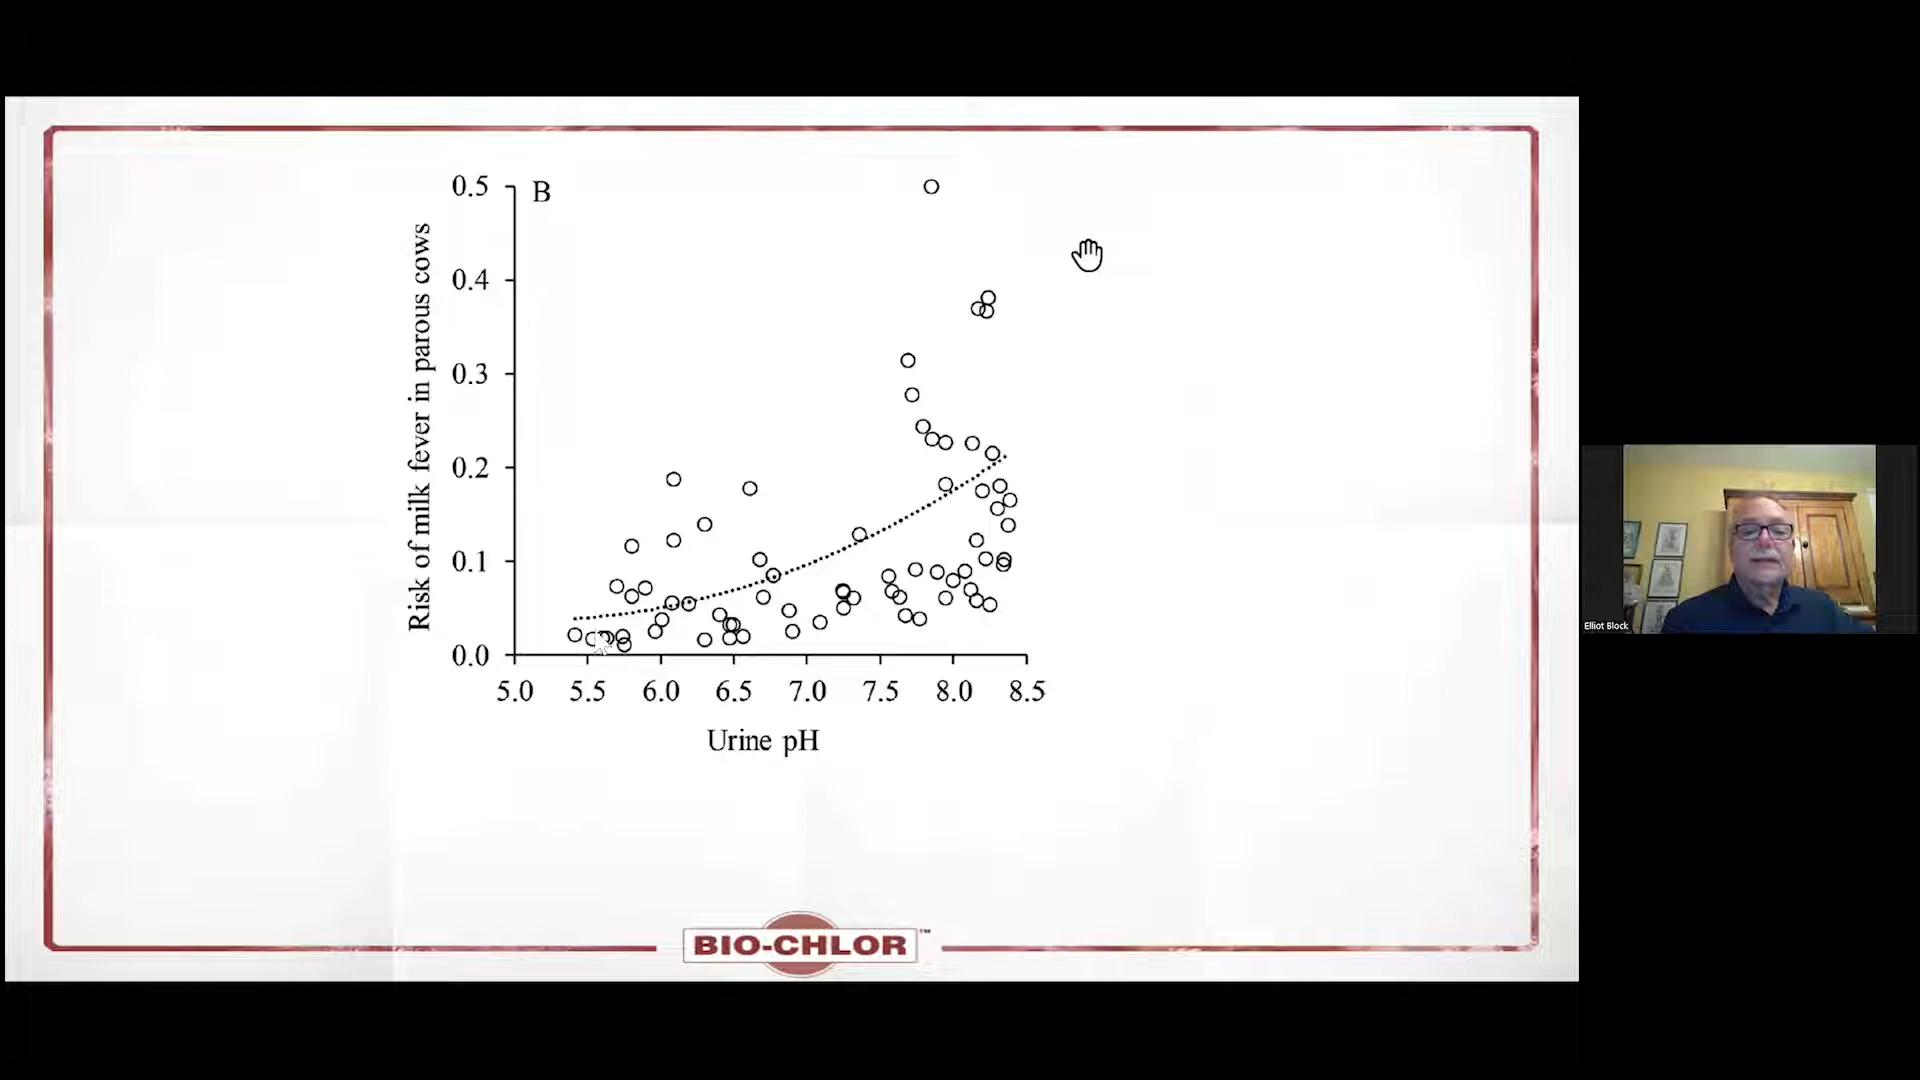 B
0.5
0.4
0.3
0.2
0.1
0.0
Risk of milk fever in parous cows
5.0 5.5 6.0 6.5 7.0 7.5 8.0 8.5
Urine pH
BIO-CHLOR™
Elliot Block